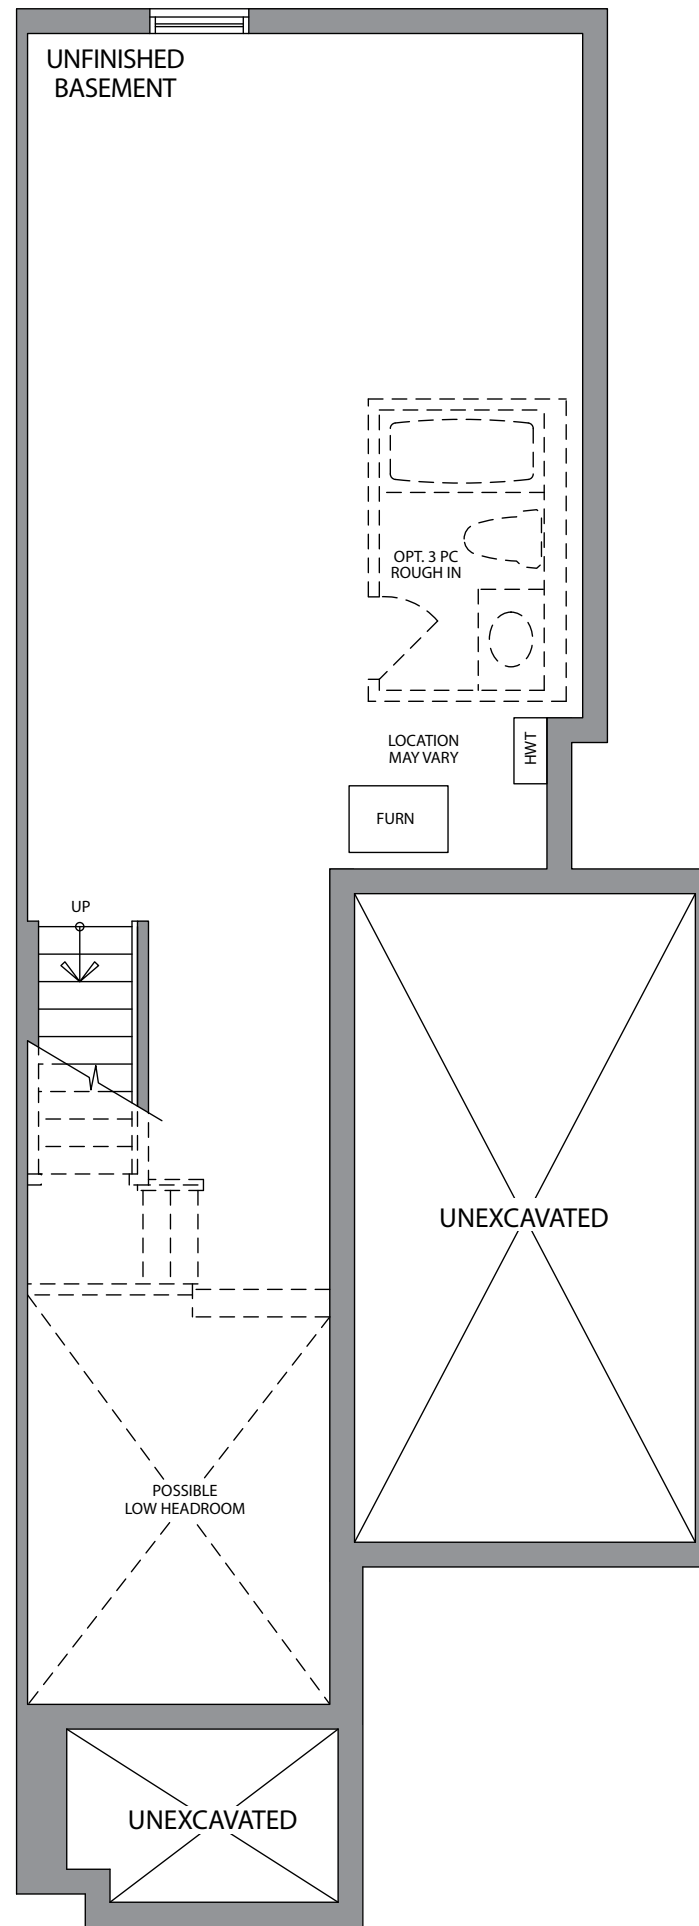 UNFINISHED
BASEMENT
OPT. 3 PC
ROUGH IN
LOCATION
MAY VARY
HWT
FURN
UP
UNEXCAVATED
POSSIBLE
LOW HEADROOM
UNEXCAVATED